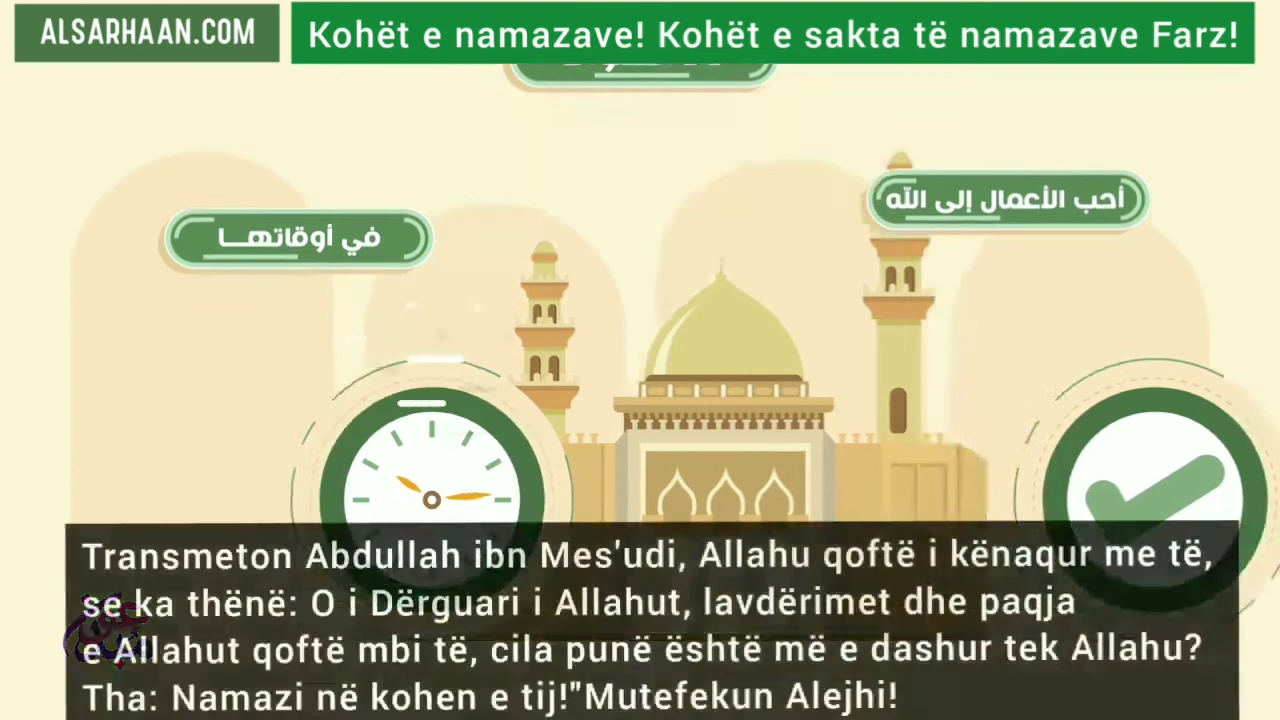 ALSARHAAN.COM
Kohët e namazave! Kohët e sakta të namazave Farz!
أحب الأعمال إلى الله
في أوقاتهـا
Transmeton Abdullah ibn Mes'udi, Allahu qoftë i kënaqur me të,
se ka thënë: O i Dërguari i Allahut, lavdërimet dhe paqja
e Allahut qoftë mbi të, cila punë është më e dashur tek Allahu?
Tha: Namazi në kohen e tij!"Mutefekun Alejhi!